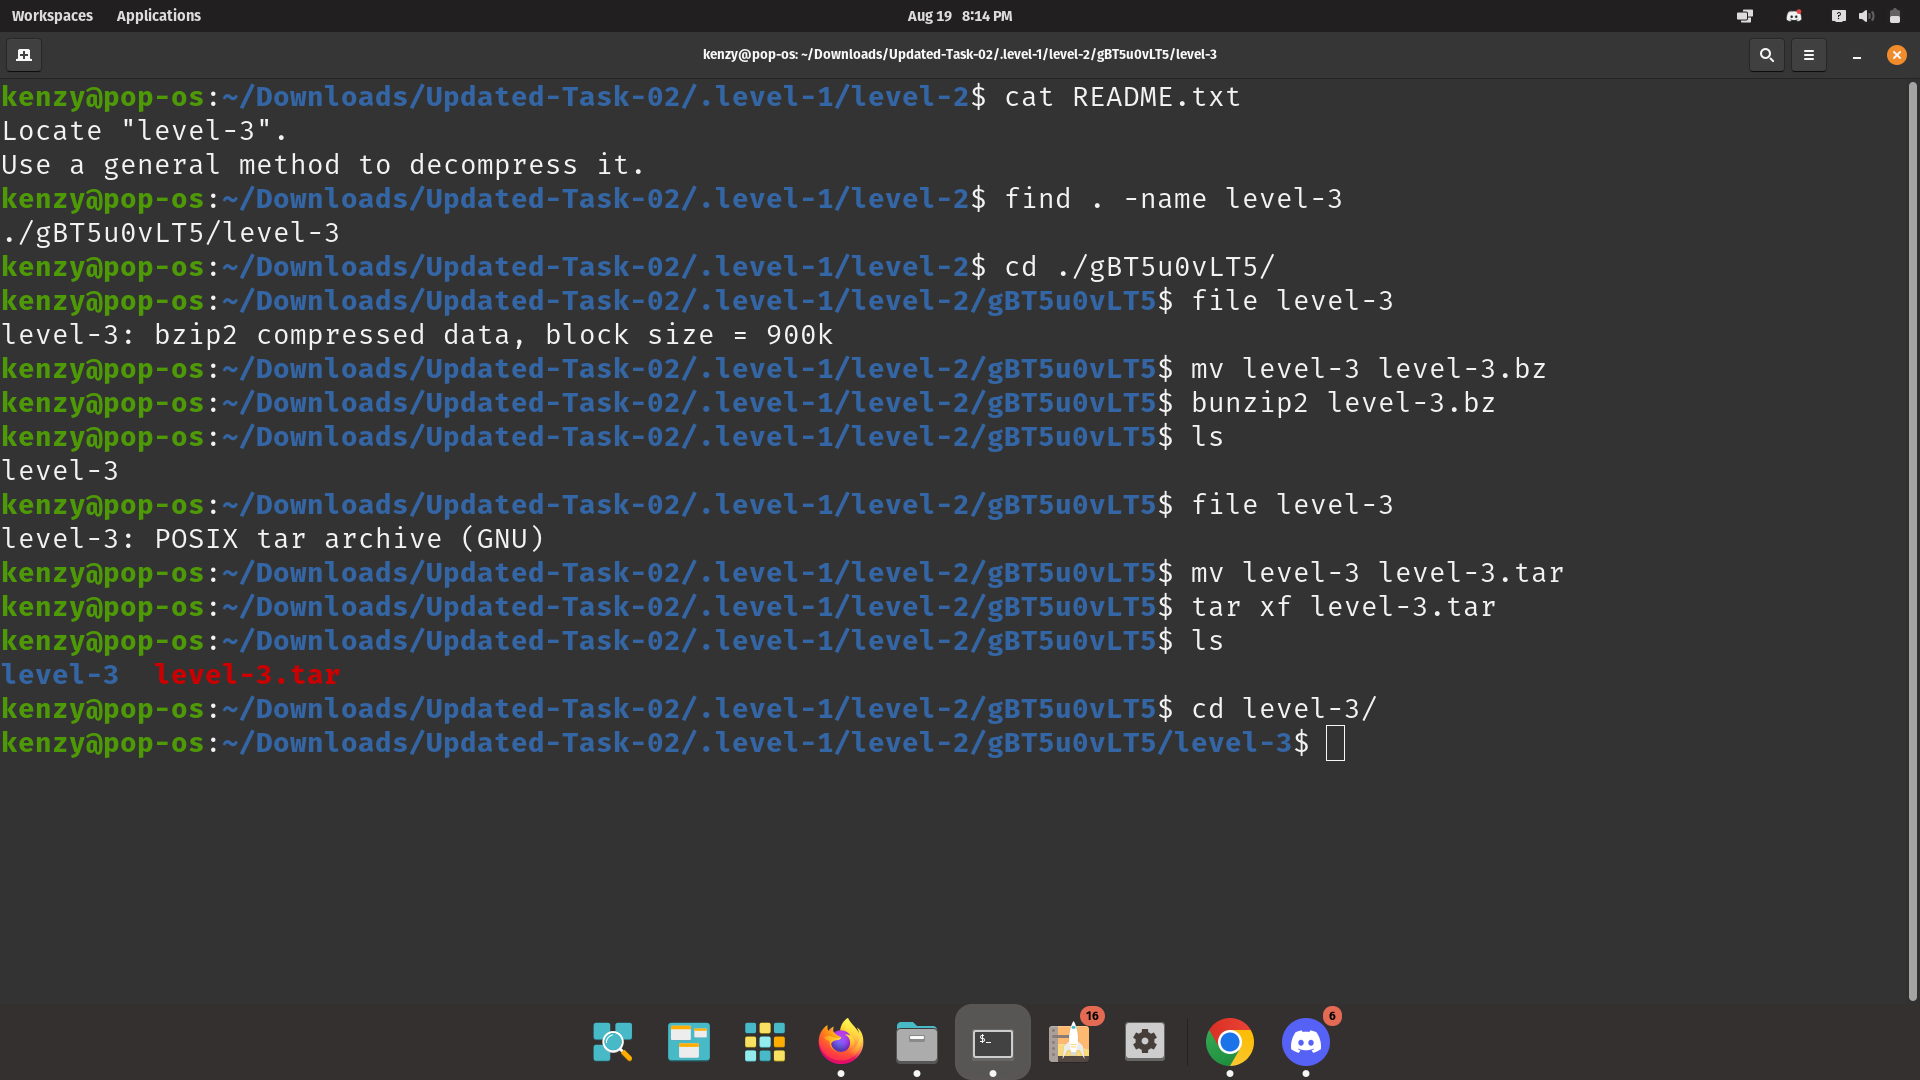 Workspaces Applications Aug 19 8:14 PM
kenzy@pop-os: ~/Downloads/Updated-Task-02/.level-1/level-2/gBT5u0vLT5/level-3
kenzy@pop-os:~/Downloads/Updated-Task-02/.level-1/level-2$ cat README.txt
Locate "level-3".
Use a general method to decompress it.
kenzy@pop-os:~/Downloads/Updated-Task-02/.level-1/level-2$ find . -name level-3
./gBT5u0vLT5/level-3
kenzy@pop-os:~/Downloads/Updated-Task-02/.level-1/level-2$ cd ./gBT5u0vLT5/
kenzy@pop-os:~/Downloads/Updated-Task-02/.level-1/level-2/gBT5u0vLT5$ file level-3
level-3: bzip2 compressed data, block size = 900k
kenzy@pop-os:~/Downloads/Updated-Task-02/.level-1/level-2/gBT5u0vLT5$ mv level-3 level-3.bz
kenzy@pop-os:~/Downloads/Updated-Task-02/.level-1/level-2/gBT5u0vLT5$ bunzip2 level-3.bz
kenzy@pop-os:~/Downloads/Updated-Task-02/.level-1/level-2/gBT5u0vLT5$ ls
level-3
kenzy@pop-os:~/Downloads/Updated-Task-02/.level-1/level-2/gBT5u0vLT5$ file level-3
level-3: POSIX tar archive (GNU)
kenzy@pop-os:~/Downloads/Updated-Task-02/.level-1/level-2/gBT5u0vLT5$ mv level-3 level-3.tar
kenzy@pop-os:~/Downloads/Updated-Task-02/.level-1/level-2/gBT5u0vLT5$ tar xf level-3.tar
kenzy@pop-os:~/Downloads/Updated-Task-02/.level-1/level-2/gBT5u0vLT5$ ls
level-3 level-3.tar
kenzy@pop-os:~/Downloads/Updated-Task-02/.level-1/level-2/gBT5u0vLT5$ cd level-3/
kenzy@pop-os:~/Downloads/Updated-Task-02/.level-1/level-2/gBT5u0vLT5/level-3$
$_ 16 6